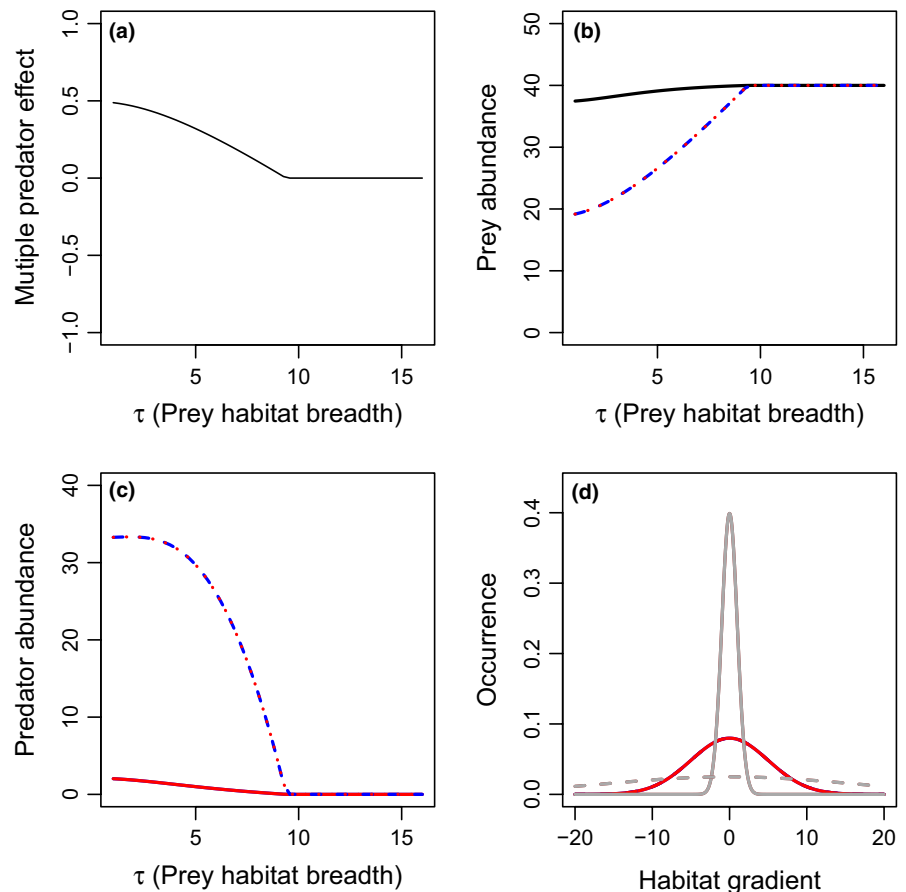 (a)
Mutiple predator effect
1.0
0.5
0.0
−0.5
−1.0
5 10 15
τ (Prey habitat breadth)
(b)
Prey abundance
50
40
30
20
10
0
5 10 15
τ (Prey habitat breadth)
(c)
Predator abundance
40
30
20
10
0
5 10 15
τ (Prey habitat breadth)
(d)
Occurrence
0.4
0.3
0.2
0.1
0.0
−20 −10 0 10 20
Habitat gradient